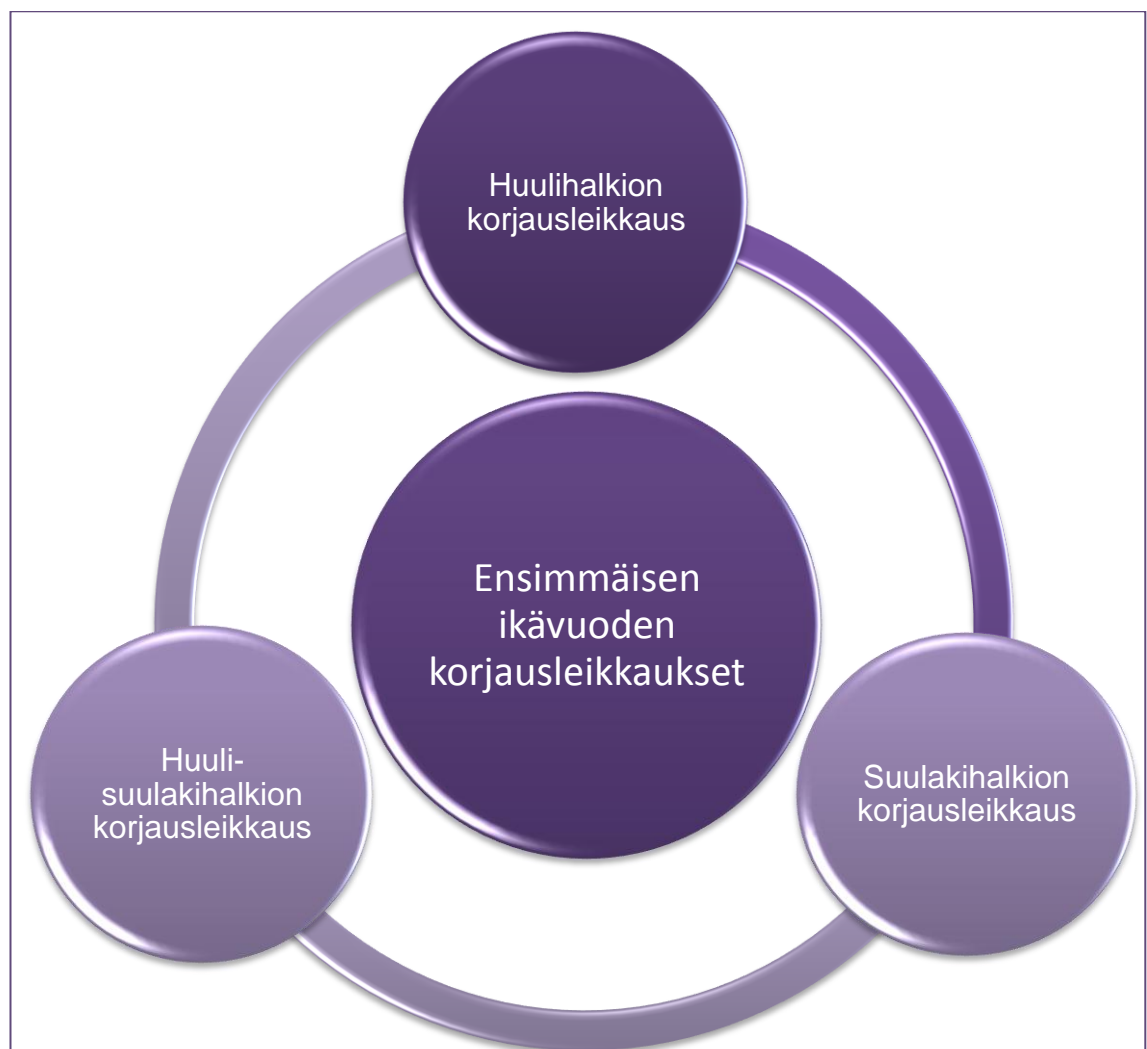 Huulihalkion
korjausleikkaus
Ensimmäisen
ikävuoden
korjausleikkaukset
Huuli-
suulakihalkion
korjausleikkaus
Suulakihalkion
korjausleikkaus